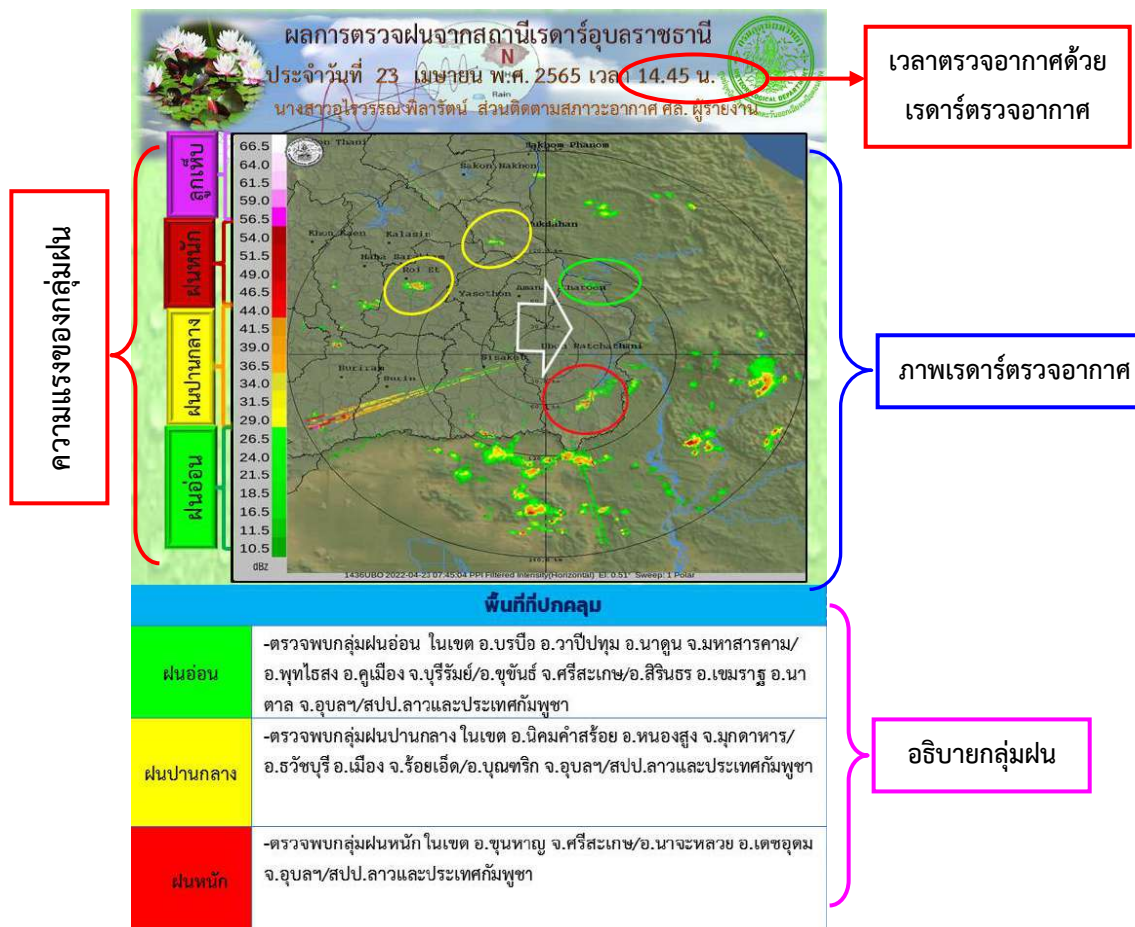 ผลการตรวจฝนจากสถานีเรดาร์อุบลราชธานี
ประจำวันที่ 23 เมษายน พ.ศ. 2565 เวลา 14.45 น.
นางสาวอุไรวรรณ พิลารัตน์ ส่วนติดตามสภาวะอากาศ ศล. ผู้รายงาน
N
Rain
เวลาตรวจอากาศด้วย
เรดาร์ตรวจอากาศ
ความแรงของกลุ่มฝน
ลูกเห็บ
ฝนหนัก
ฝนปานกลาง
ฝนอ่อน
66.5
64.0
61.5
59.0
56.5
54.0
51.5
49.0
46.5
44.0
41.5
39.0
36.5
34.0
31.5
29.0
26.5
24.0
21.5
18.5
16.5
11.5
10.5
dBz
Sakon Nakhon
Khon Kaen
Kalasin
Roi Et
Yasothon
Ubon Ratchathani
Sisaket
Buriram
Surin
1436UBO 2022-04-23 07:45:04 PPI Filtered Intensity(Horizontal) El: 0.51° Sweep: 1 Polar
ภาพเรดาร์ตรวจอากาศ
พื้นที่ที่ปกคลุม
ฝนอ่อน
-ตรวจพบกลุ่มฝนอ่อน ในเขต อ.บรบือ อ.วาปีปทุม อ.นาดูน จ.มหาสารคาม/
อ.พุทไธสง อ.คูเมือง จ.บุรีรัมย์/อ.ขุขันธ์ จ.ศรีสะเกษ/อ.สิรินธร อ.เขมราฐ อ.นา
ตาล จ.อุบลฯ/สปป.ลาวและประเทศกัมพูชา
ฝนปานกลาง
-ตรวจพบกลุ่มฝนปานกลาง ในเขต อ.นิคมคำสร้อย อ.หนองสูง จ.มุกดาหาร/
อ.ธวัชบุรี อ.เมือง จ.ร้อยเอ็ด/อ.บุณฑริก จ.อุบลฯ/สปป.ลาวและประเทศกัมพูชา
ฝนหนัก
-ตรวจพบกลุ่มฝนหนัก ในเขต อ.ขุนหาญ จ.ศรีสะเกษ/อ.นาจะหลวย อ.เดชอุดม
จ.อุบลฯ/สปป.ลาวและประเทศกัมพูชา
อธิบายกลุ่มฝน